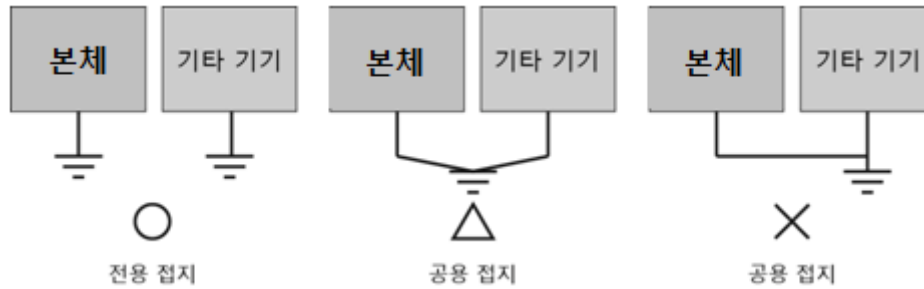 본체 기타 기기 본체 기타 기기 본체 기타 기기
전용 접지 공용 접지 공용 접지